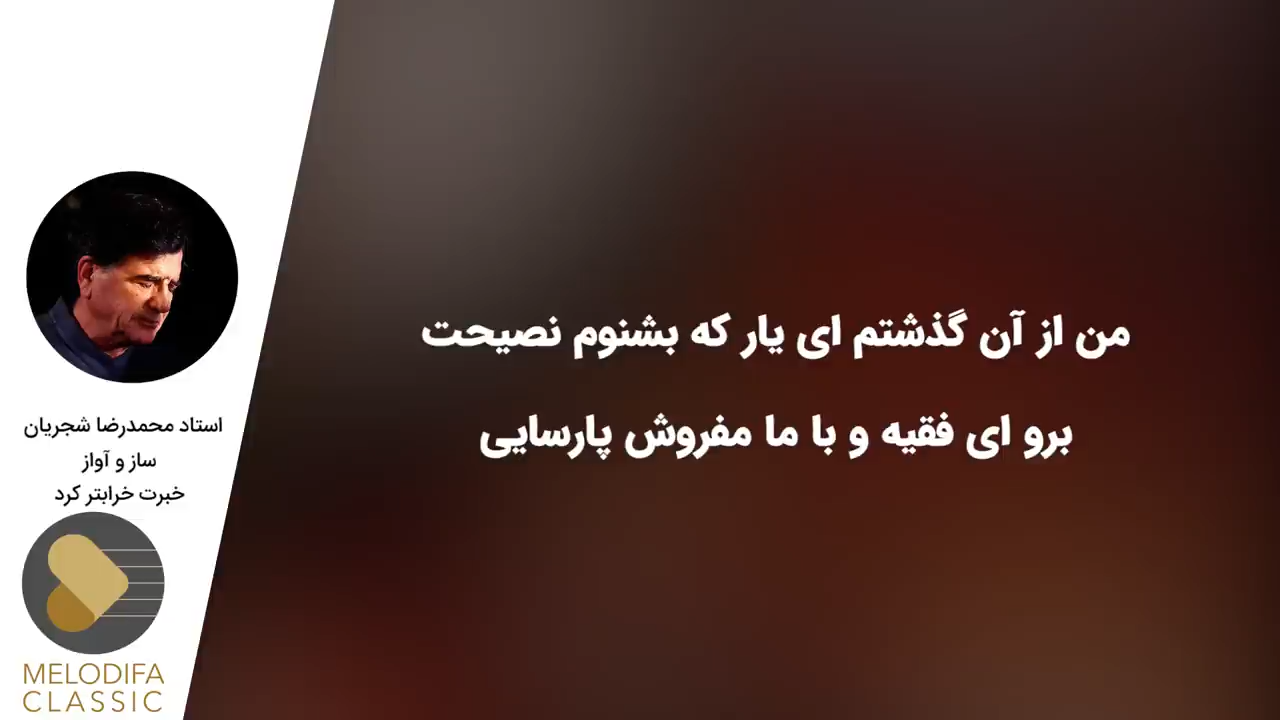 من از آن گذشتم ای یار که بشنوم نصیحت
برو ای فقیه و با ما مفروش پارسایی
استاد محمدرضا شجریان
ساز و آواز
خبرت خرابتر کرد
MELODIFA
CLASSIC